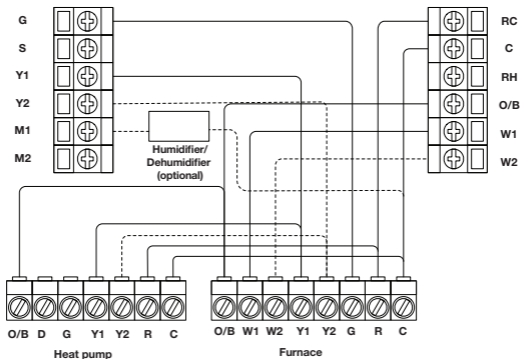 G
S
Y1
Y2
M1
M2
RC
C
RH
O/B
W1
W2
Humidifier/
Dehumidifier
(optional)
O/B D G Y1 Y2 R C
Heat pump
O/B W1 W2 Y1 Y2 G R C
Furnace